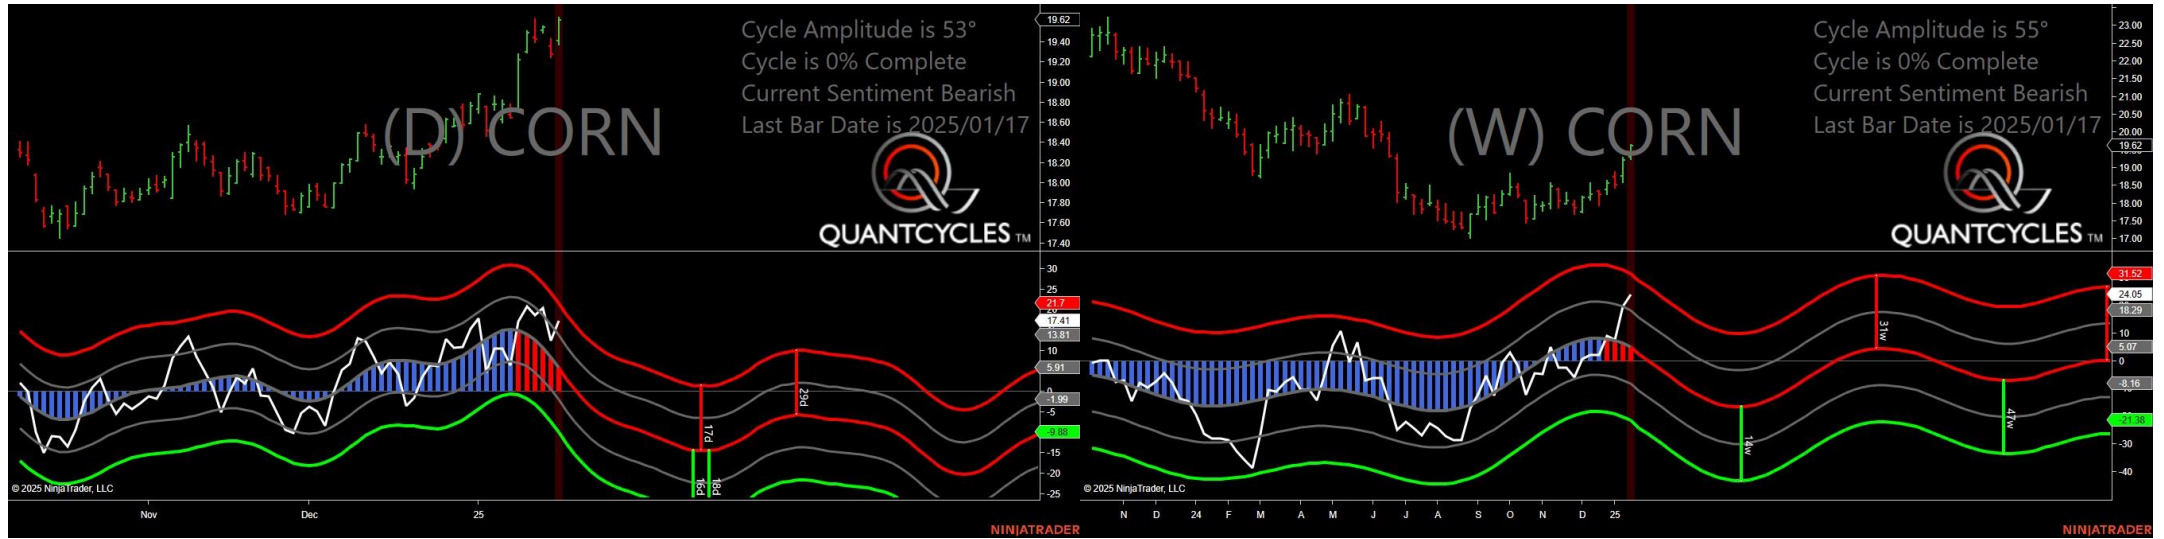 Cycle Amplitude is 53°
Cycle is 0% Complete
Current Sentiment Bearish
Last Bar Date is 2025/01/17
(D) CORN
QUANTCYCLES TM
19.62
19.40
19.20
19.00
18.80
18.60
18.40
18.20
18.00
17.80
17.60
17.40
30
25
21.7
17.41
13.81
10
5.91
0
-1.99
-5
-9.88
-15
-20
-25
17d
29d
16d
18d
© 2025 NinjaTrader, LLC
Nov
Dec
25
NINJATRADER
Cycle Amplitude is 55°
Cycle is 0% Complete
Current Sentiment Bearish
Last Bar Date is 2025/01/17
(W) CORN
QUANTCYCLES TM
23.00
22.50
22.00
21.50
21.00
20.50
20.00
19.62
19.00
18.50
18.00
17.50
17.00
31.52
24.05
18.29
10
5.07
0
-8.16
-21.38
-30
-40
31w
14w
47w
© 2025 NinjaTrader, LLC
N D 24 F M A M J J A S O N D 25
NINJATRADER